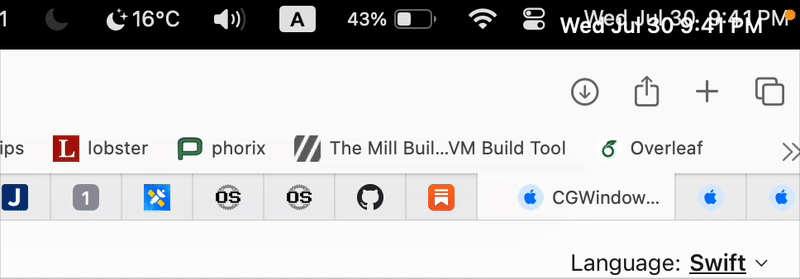 1 16°C A 43% Wed Jul 30 9:41 PM Wed Jul 30 9:41 PM
ips L lobster phorix The Mill Buil...VM Build Tool Overleaf
J 1 OS OS CGWindow...
Language: Swift